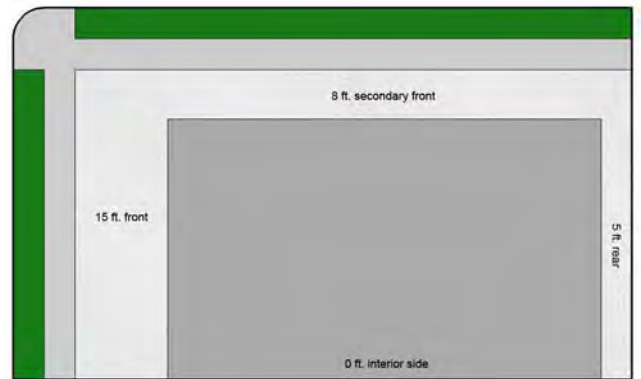 8 ft. secondary front
15 ft. front
5 ft. rear
0 ft. interior side